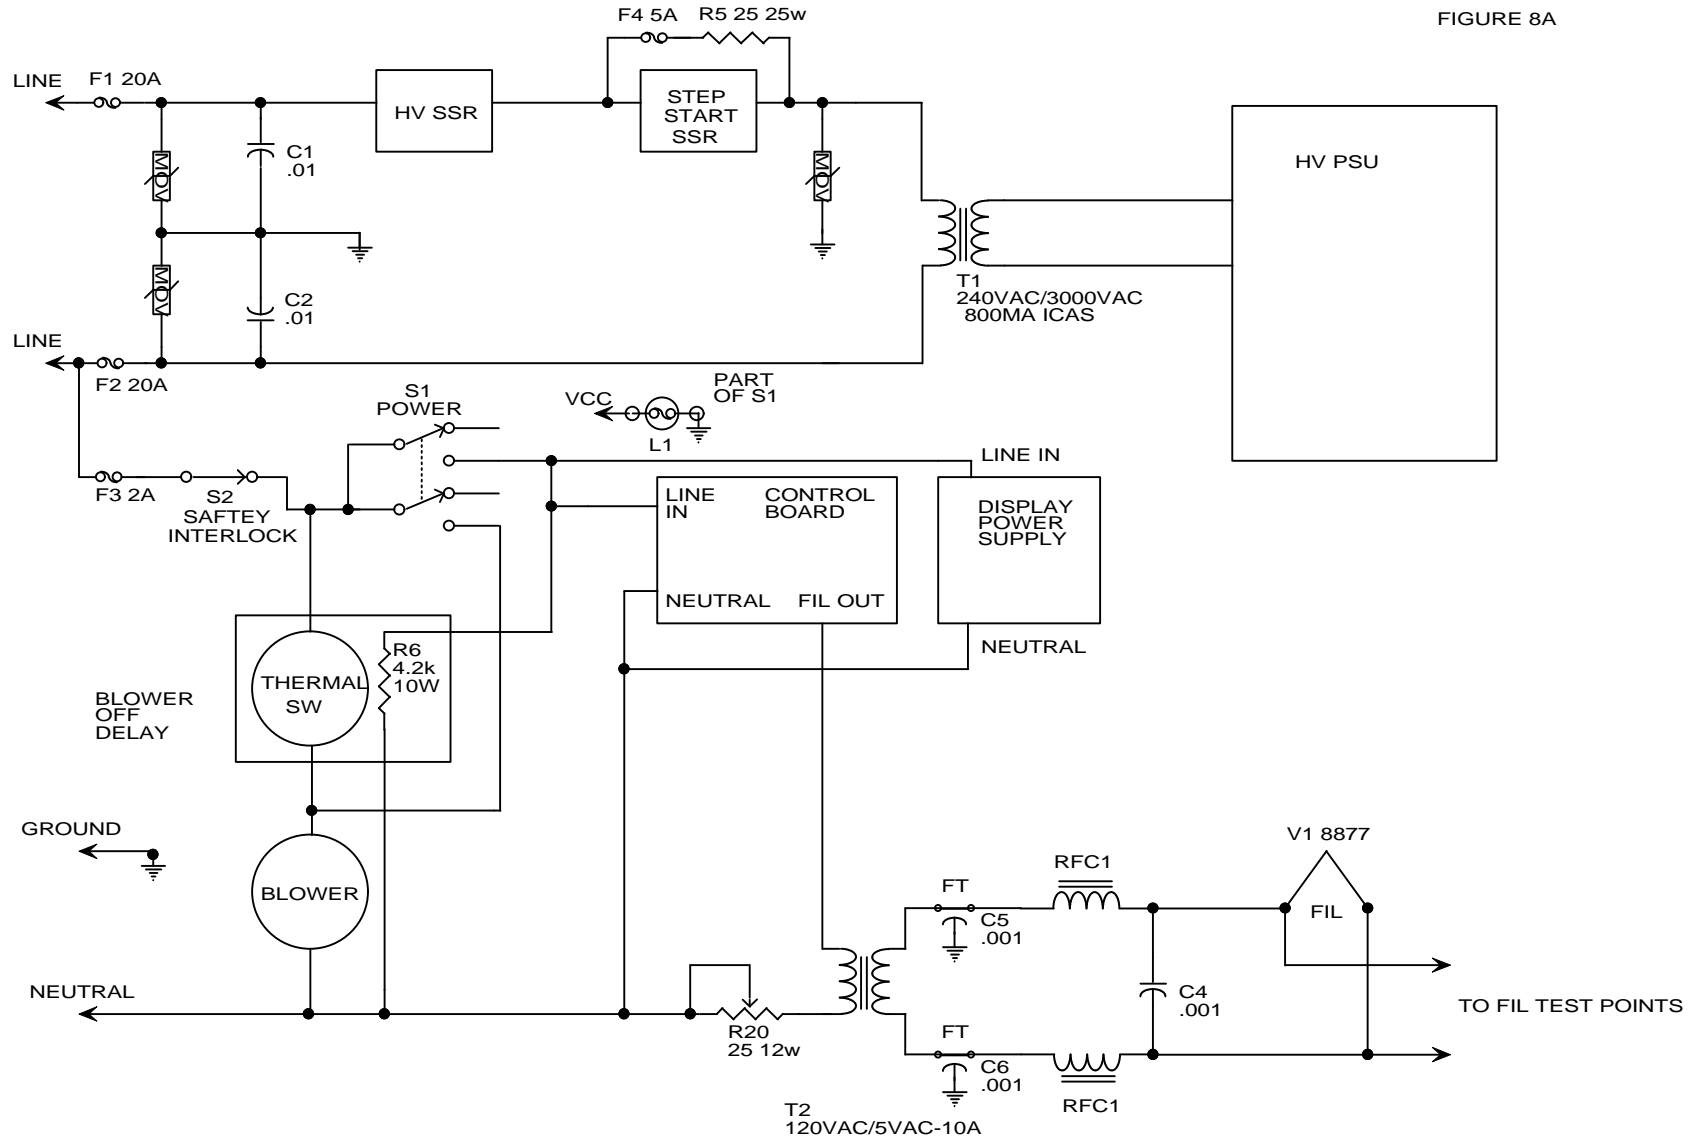 FIGURE 8A
F4 5A
R5 25 25w
LINE
F1 20A
HV SSR
STEP
START
SSR
HV PSU
MOV
C1
.01
MOV
MOV
C2
.01
T1
240VAC/3000VAC
800MA ICAS
LINE
F2 20A
S1
POWER
VCC
PART
OF S1
L1
F3 2A
S2
SAFTEY
INTERLOCK
LINE
IN
CONTROL
BOARD
NEUTRAL
FIL OUT
LINE IN
DISPLAY
POWER
SUPPLY
NEUTRAL
BLOWER
OFF
DELAY
THERMAL
SW
R6
4.2k
10W
GROUND
BLOWER
NEUTRAL
R20
25 12w
T2
120VAC/5VAC-10A
FT
C5
.001
RFC1
V1 8877
FIL
C4
.001
TO FIL TEST POINTS
FT
C6
.001
RFC1